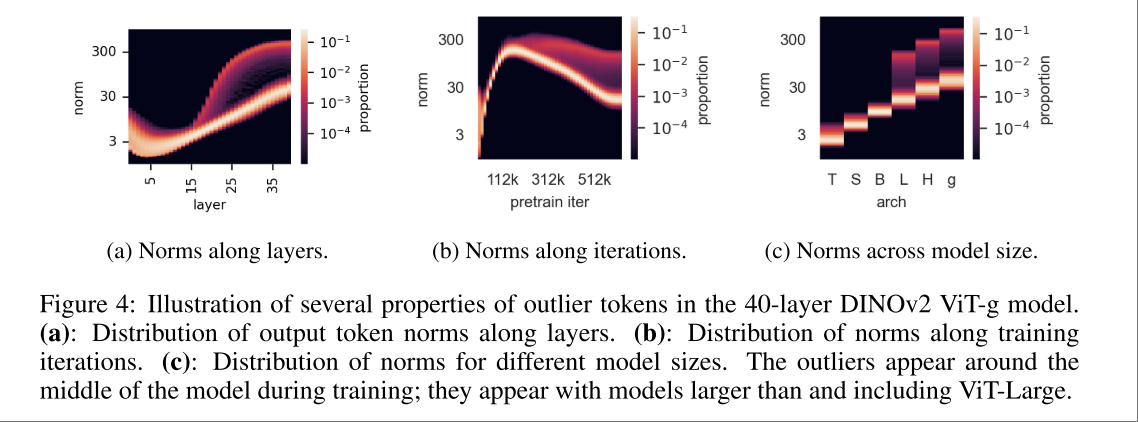 norm
300
30
3
5
15
25
35
layer
10⁻¹
10⁻²
10⁻³
10⁻⁴
proportion
norm
300
30
3
112k 312k 512k
pretrain iter
10⁻¹
10⁻²
10⁻³
10⁻⁴
proportion
norm
300
30
3
T S B L H g
arch
10⁻¹
10⁻²
10⁻³
10⁻⁴
proportion
(a) Norms along layers.
(b) Norms along iterations.
(c) Norms across model size.
Figure 4: Illustration of several properties of outlier tokens in the 40-layer DINOv2 ViT-g model.
(a): Distribution of output token norms along layers. (b): Distribution of norms along training
iterations. (c): Distribution of norms for different model sizes. The outliers appear around the
middle of the model during training; they appear with models larger than and including ViT-Large.